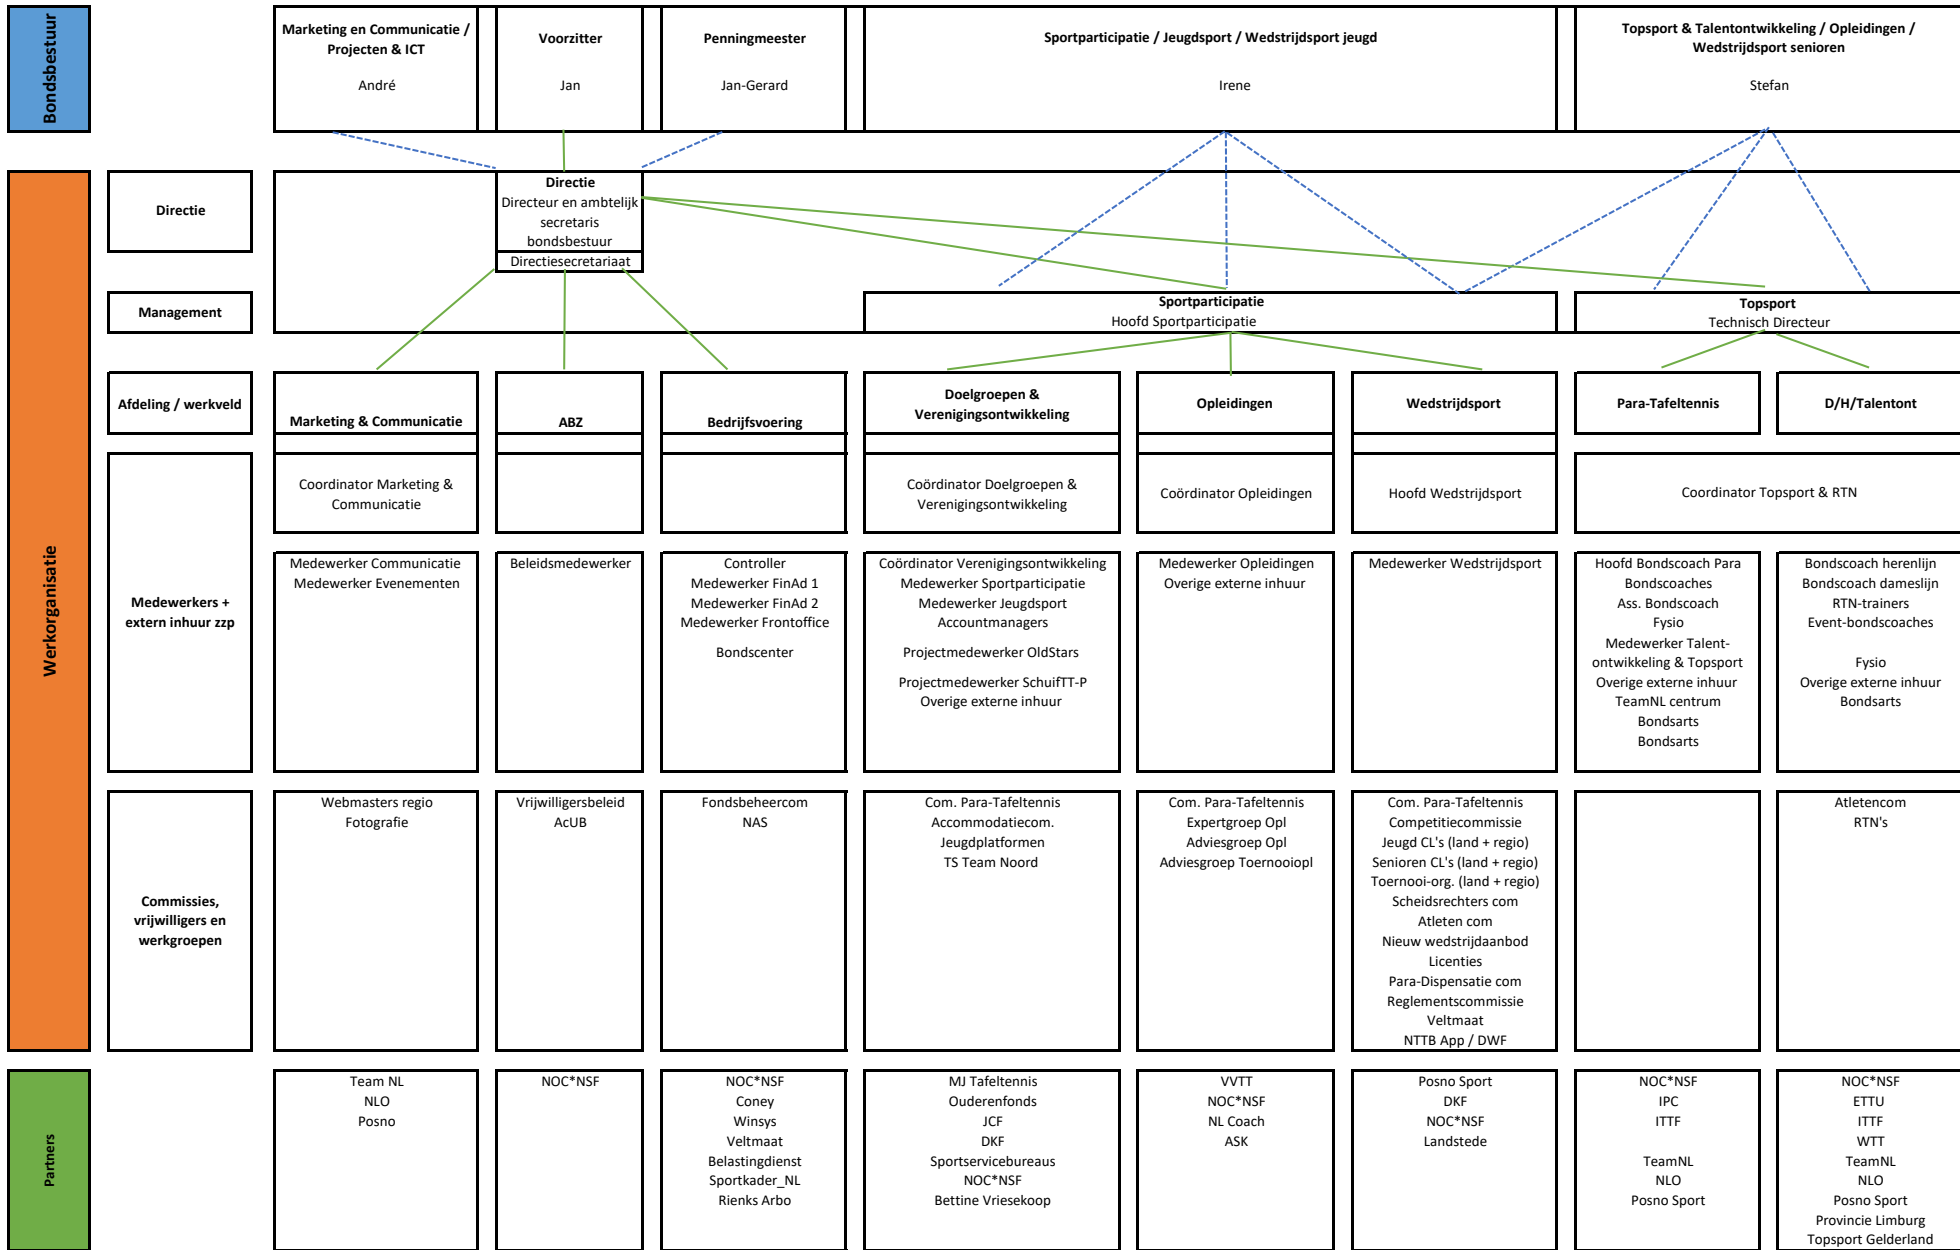 Bondsbestuur
Marketing en Communicatie /
Projecten & ICT
André
Voorzitter
Jan
Penningmeester
Jan-Gerard
Sportparticipatie / Jeugdsport / Wedstrijdsport jeugd
Irene
Topsport & Talentontwikkeling / Opleidingen /
Wedstrijdsport senioren
Stefan
Werkorganisatie
Directie
Directie
Directeur en ambtelijk
secretaris
bondsbestuur
Directiesecretariaat
Management
Sportparticipatie
Hoofd Sportparticipatie
Topsport
Technisch Directeur
Afdeling / werkveld
Marketing & Communicatie
ABZ
Bedrijfsvoering
Doelgroepen &
Verenigingsontwikkeling
Opleidingen
Wedstrijdsport
Para-Tafeltennis
D/H/Talentont
Medewerkers +
extern inhuur zzp
Coordinator Marketing &
Communicatie
Coördinator Doelgroepen &
Verenigingsontwikkeling
Coördinator Opleidingen
Hoofd Wedstrijdsport
Coordinator Topsport & RTN
Medewerker Communicatie
Medewerker Evenementen
Beleidsmedewerker
Controller
Medewerker FinAd 1
Medewerker FinAd 2
Medewerker Frontoffice
Bondscenter
Coördinator Verenigingsontwikkeling
Medewerker Sportparticipatie
Medewerker Jeugdsport
Accountmanagers
Projectmedewerker OldStars
Projectmedewerker SchuifTT-P
Overige externe inhuur
Medewerker Opleidingen
Overige externe inhuur
Medewerker Wedstrijdsport
Hoofd Bondscoach Para
Bondscoaches
Ass. Bondscoach
Fysio
Medewerker Talent-
ontwikkeling & Topsport
Overige externe inhuur
TeamNL centrum
Bondsarts
Bondsarts
Bondscoach herenlijn
Bondscoach dameslijn
RTN-trainers
Event-bondscoaches
Fysio
Overige externe inhuur
Bondsarts
Commissies,
vrijwilligers en
werkgroepen
Webmasters regio
Fotografie
Vrijwilligersbeleid
AcUB
Fondsbeheercom
NAS
Com. Para-Tafeltennis
Accommodatiecom.
Jeugdplatformen
TS Team Noord
Com. Para-Tafeltennis
Expertgroep Opl
Adviesgroep Opl
Adviesgroep Toernooiopl
Com. Para-Tafeltennis
Competitiecommissie
Jeugd CL's (land + regio)
Senioren CL's (land + regio)
Toernooi-org. (land + regio)
Scheidsrechters com
Atleten com
Nieuw wedstrijdaanbod
Licenties
Para-Dispensatie com
Reglementscommissie
Veltmaat
NTTB App / DWF
Atletencom
RTN's
Partners
Team NL
NLO
Posno
NOC*NSF
NOC*NSF
Coney
Winsys
Veltmaat
Belastingdienst
Sportkader_NL
Rienks Arbo
MJ Tafeltennis
Ouderenfonds
JCF
DKF
Sportservicebureaus
NOC*NSF
Bettine Vriesekoop
VVTT
NOC*NSF
NL Coach
ASK
Posno Sport
DKF
NOC*NSF
Landstede
NOC*NSF
IPC
ITTF
TeamNL
NLO
Posno Sport
NOC*NSF
ETTU
ITTF
WTT
TeamNL
NLO
Posno Sport
Provincie Limburg
Topsport Gelderland